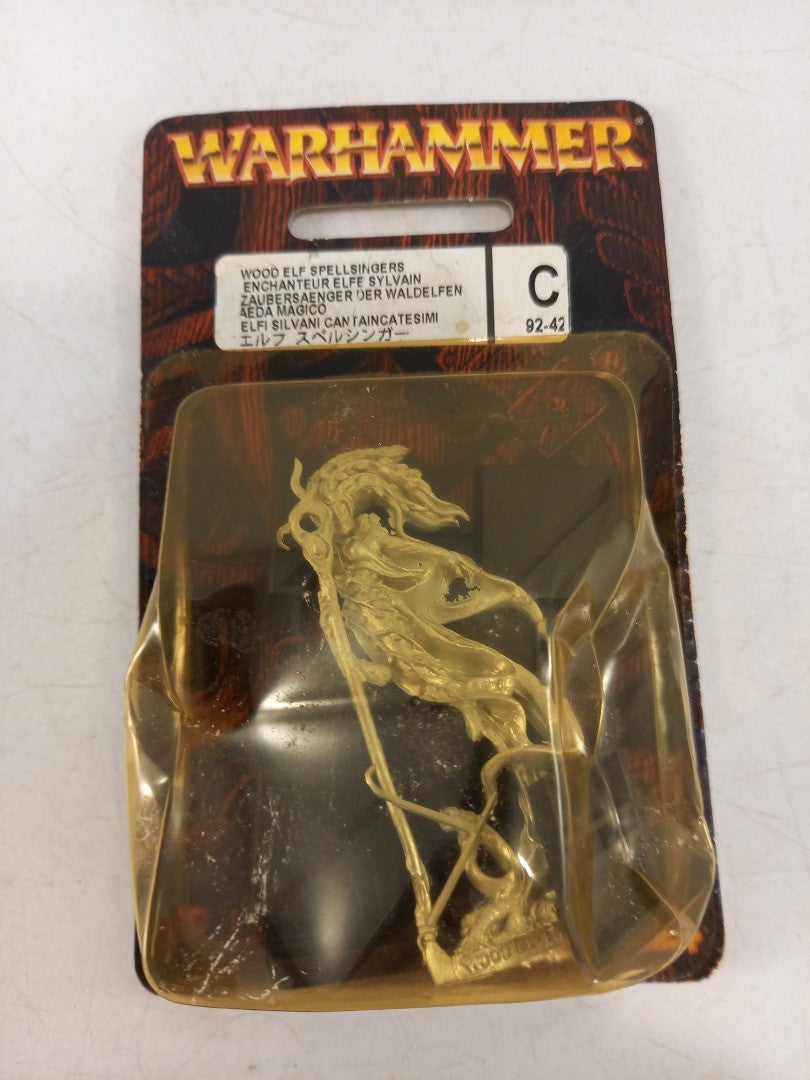 WARHAMMER®
WOOD ELF SPELLSINGERS
ENCHANTEUR ELFE SYLVAIN
ZAUBERSAENGER DER WALDELFEN
AEDA MAGICO
ELFI SILVANI CANTAINCATESIMI
エルフ スペルシンガー
C
92-42
WOOD